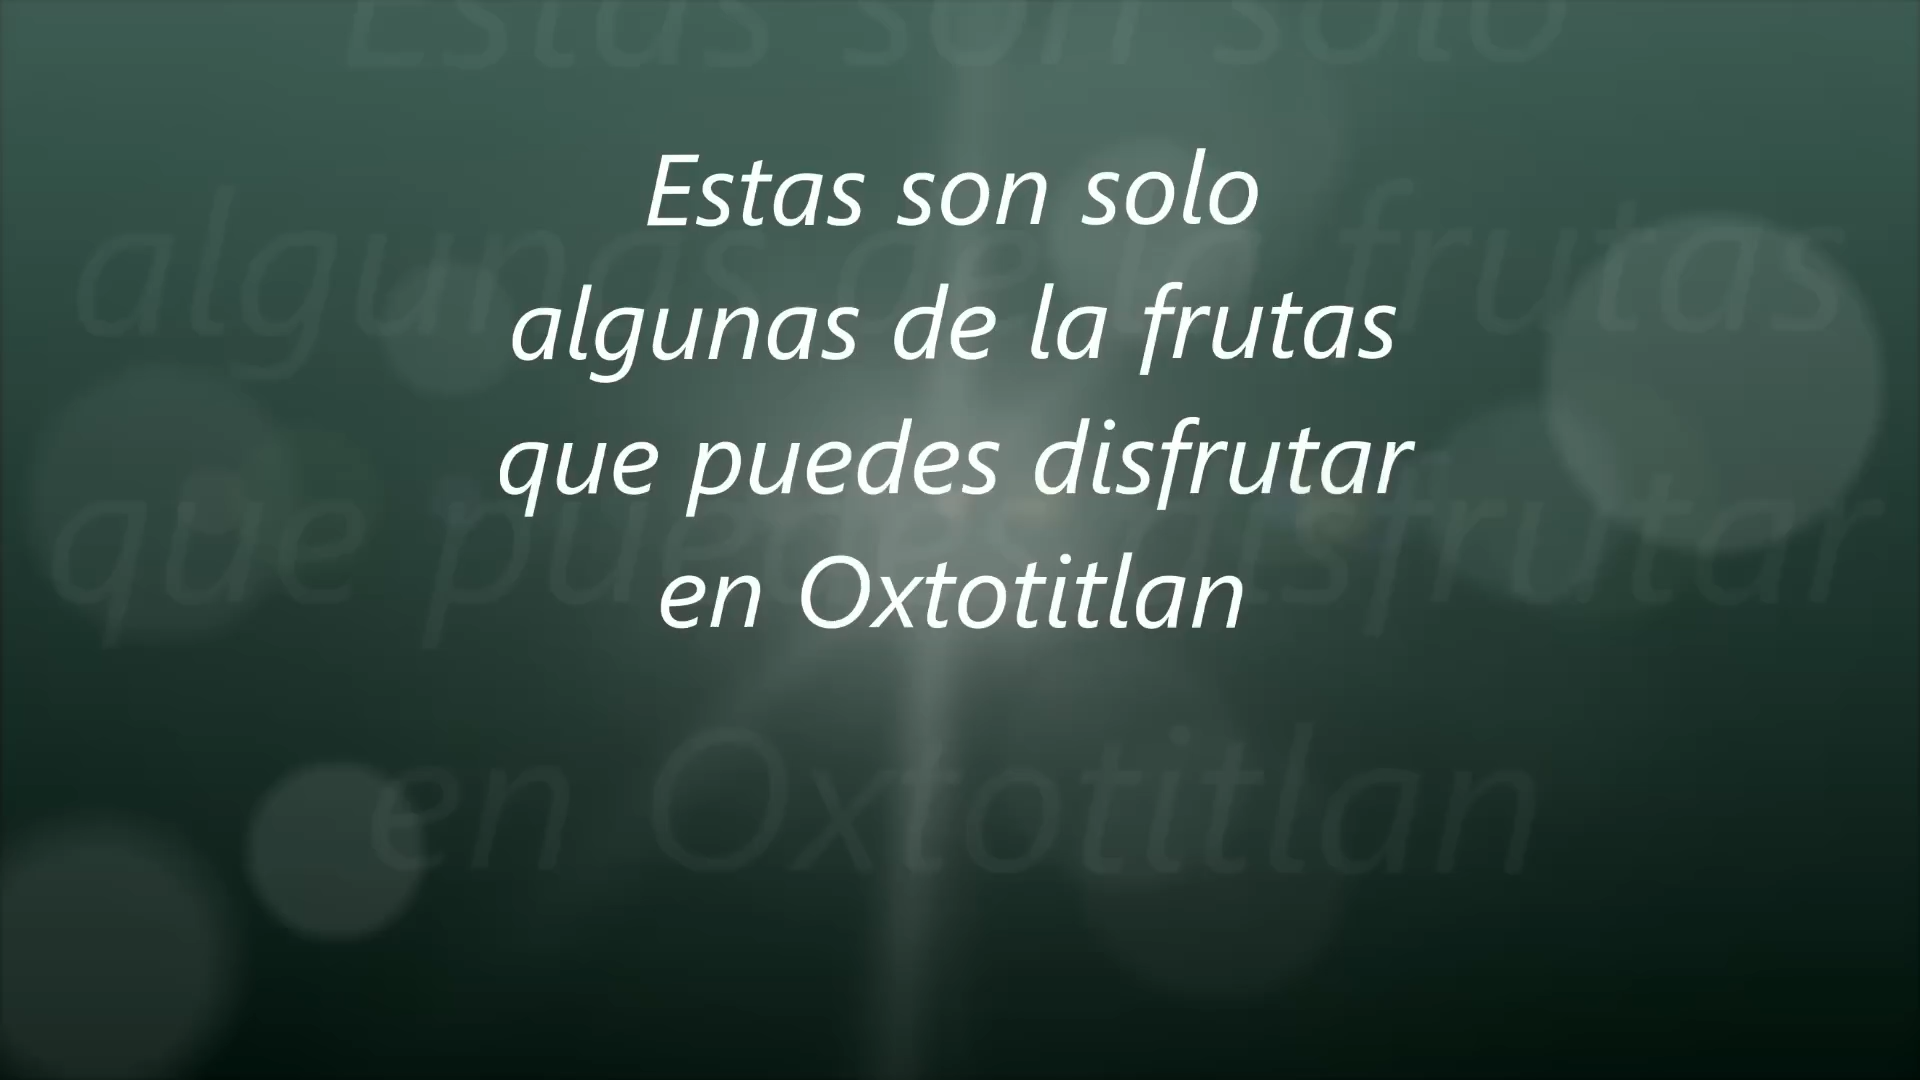 Estas son solo
algunas de la frutas
que puedes disfrutar
en Oxtotitlan